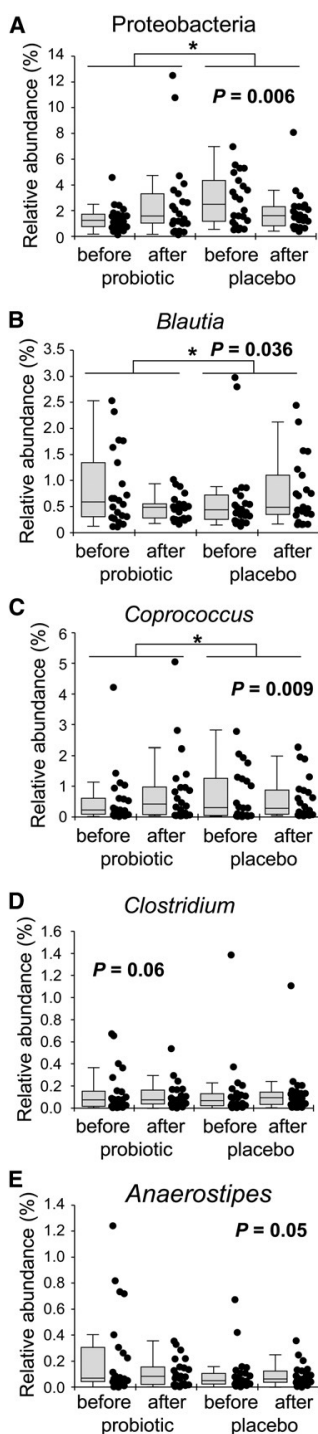 A Proteobacteria
*
P = 0.006
Relative abundance (%)
14
12
10
8
6
4
2
0
before after before after
probiotic placebo
B Blautia
*
P = 0.036
Relative abundance (%)
3.5
3.0
2.5
2.0
1.5
1.0
0.5
0
before after before after
probiotic placebo
C Coprococcus
*
P = 0.009
Relative abundance (%)
6
5
4
3
2
1
0
before after before after
probiotic placebo
D Clostridium
P = 0.06
Relative abundance (%)
1.6
1.4
1.2
1.0
0.8
0.6
0.4
0.2
0.0
before after before after
probiotic placebo
E Anaerostipes
P = 0.05
Relative abundance (%)
1.4
1.2
1.0
0.8
0.6
0.4
0.2
0.0
before after before after
probiotic placebo